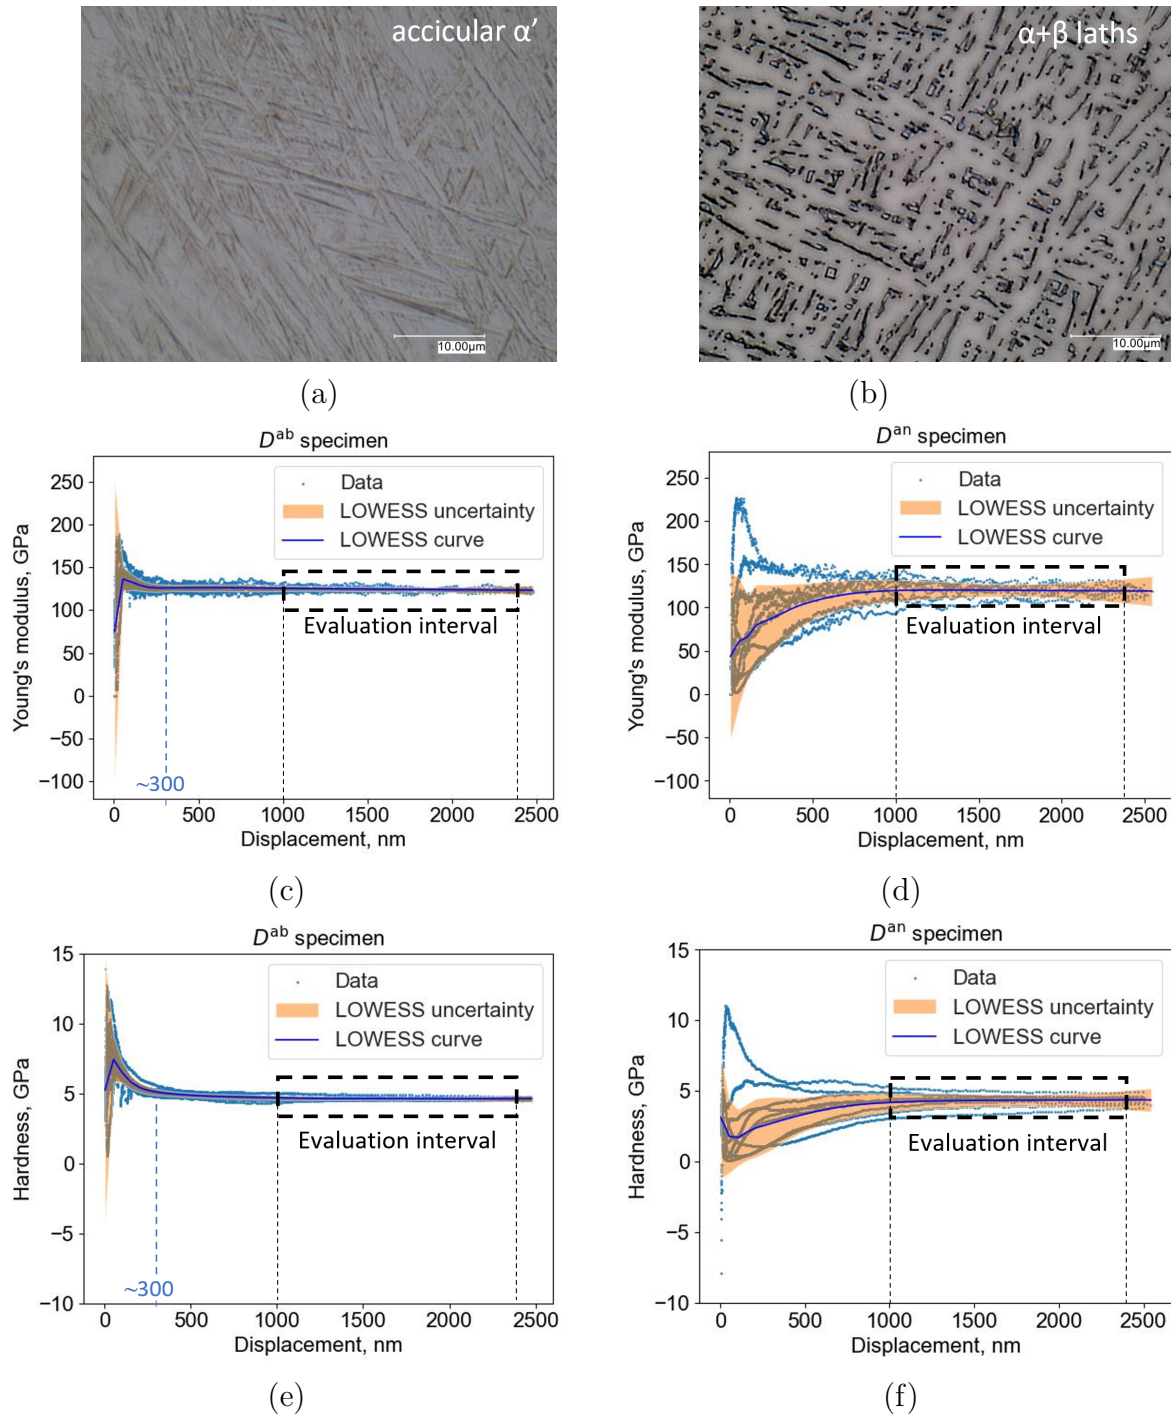 accicular α’
α+β laths
10.00µm
10.00µm
(a)
(b)
D^ab specimen
D^an specimen
Data
LOWESS uncertainty
LOWESS curve
Evaluation interval
~300
250
200
150
100
50
0
−50
−100
Young's modulus, GPa
0
500
1000
1500
2000
2500
Displacement, nm
Data
LOWESS uncertainty
LOWESS curve
Evaluation interval
250
200
150
100
50
0
−50
−100
Young's modulus, GPa
0
500
1000
1500
2000
2500
Displacement, nm
(c)
(d)
D^ab specimen
D^an specimen
Data
LOWESS uncertainty
LOWESS curve
Evaluation interval
~300
15
10
5
0
−5
−10
Hardness, GPa
0
500
1000
1500
2000
2500
Displacement, nm
Data
LOWESS uncertainty
LOWESS curve
Evaluation interval
15
10
5
0
−5
−10
Hardness, GPa
0
500
1000
1500
2000
2500
Displacement, nm
(e)
(f)